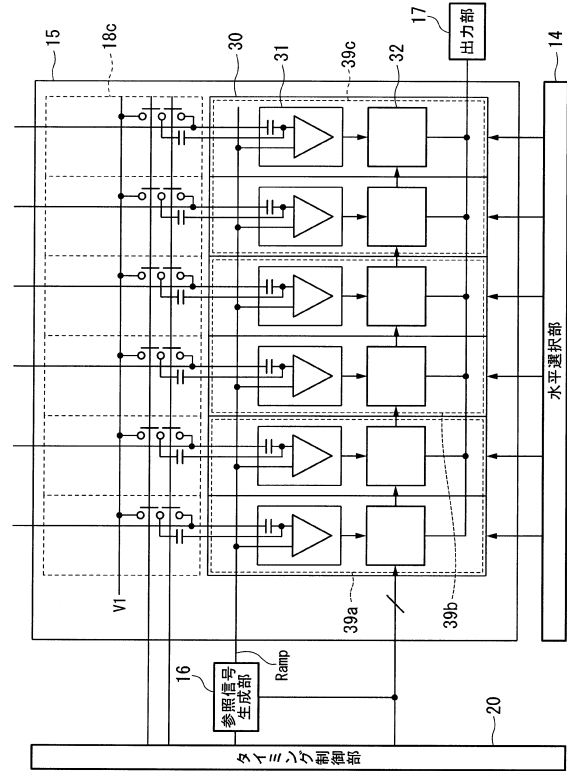 15
18c
30
31
39c
32
17
出力部
14
水平選択部
V1
16
参照信号
生成部
Ramp
39a
39b
20
タイミング制御部